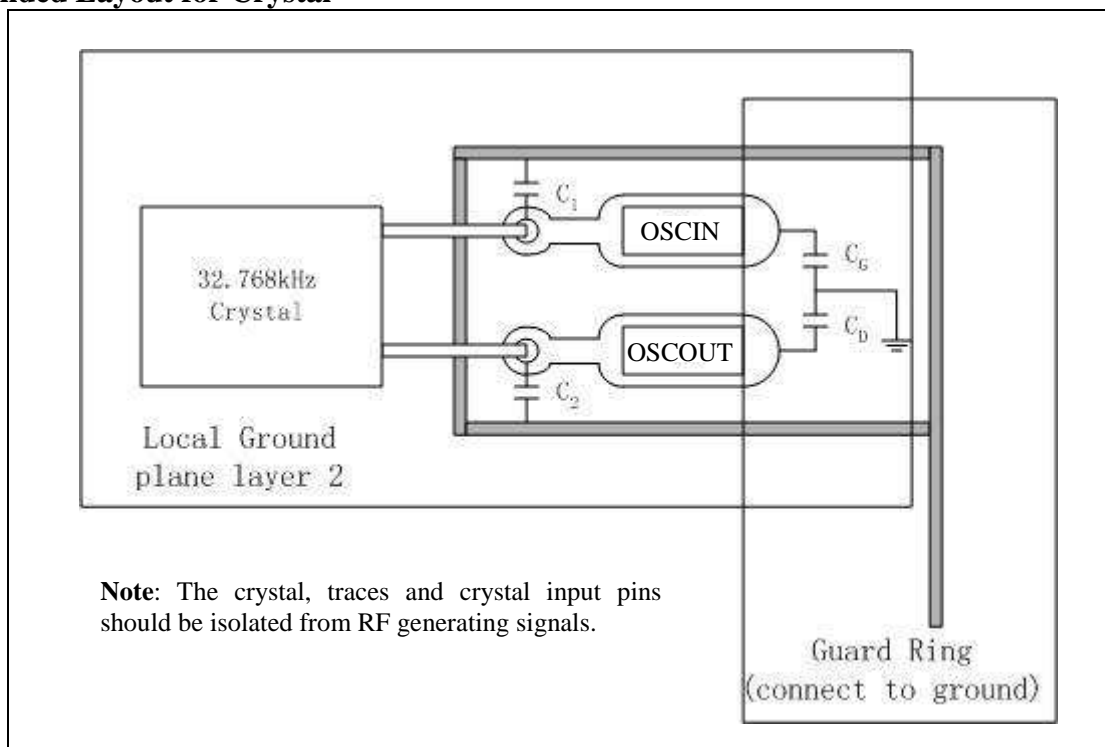 nded Layout for Crystal
C1
OSCIN
CG
32.768kHz
Crystal
OSCOUT
CD
C2
Local Ground
plane layer 2
Note: The crystal, traces and crystal input pins
should be isolated from RF generating signals.
Guard Ring
(connect to ground)